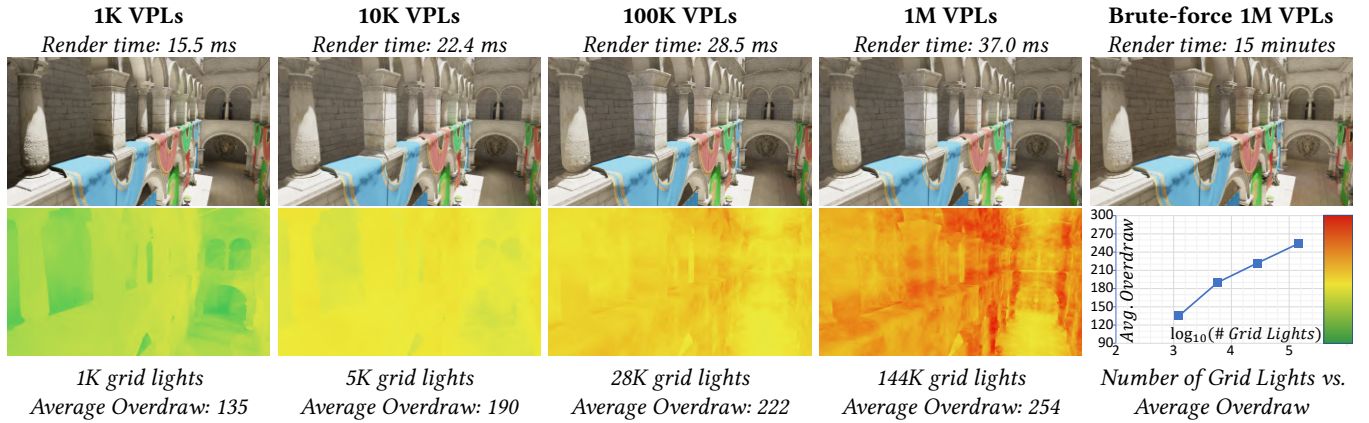 1K VPLs
Render time: 15.5 ms
10K VPLs
Render time: 22.4 ms
100K VPLs
Render time: 28.5 ms
1M VPLs
Render time: 37.0 ms
Brute-force 1M VPLs
Render time: 15 minutes
1K grid lights
Average Overdraw: 135
5K grid lights
Average Overdraw: 190
28K grid lights
Average Overdraw: 222
144K grid lights
Average Overdraw: 254
300
270
240
210
180
150
120
90
Avg. Overdraw
log₁₀(# Grid Lights)
2
3
4
5
Number of Grid Lights vs.
Average Overdraw